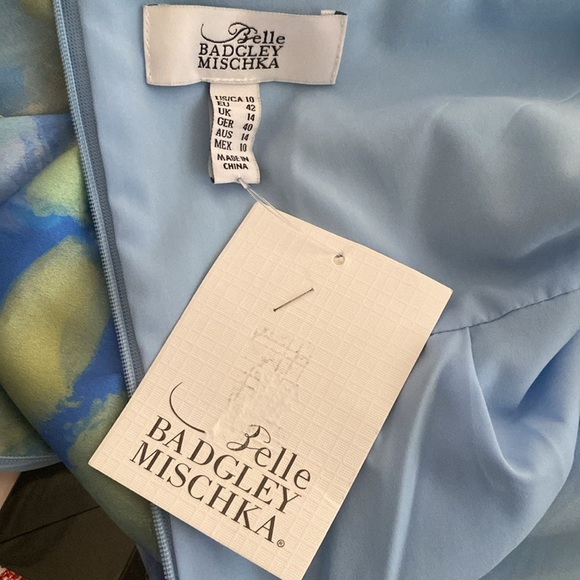 Belle
BADGLEY
MISCHKA
US/CA 10
EU 42
UK 14
GER 40
AUS 14
MEX 10
MADE IN
CHINA
Belle
BADGLEY
MISCHKA®